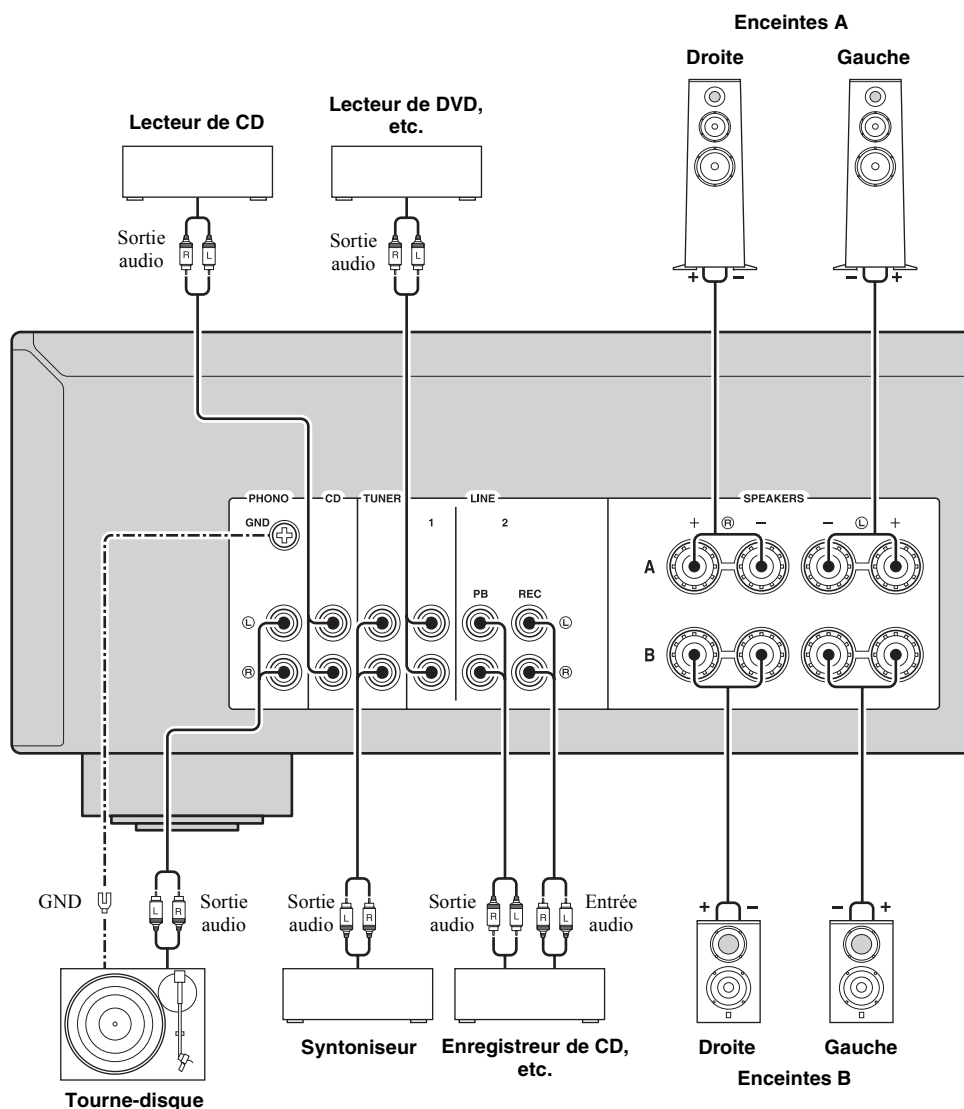 Enceintes A
Droite Gauche
Lecteur de CD
Lecteur de DVD,
etc.
Sortie
audio
R L
Sortie
audio
R L
+ –
– +
PHONO CD TUNER LINE SPEAKERS
GND
1 2
+ R – – L +
A
PB REC
L L
B
R R
GND
L R
Sortie
audio
Sortie
audio
L R
Sortie
audio
R L
R L
Entrée
audio
+ –
– +
Syntoniseur
Enregistreur de CD,
etc.
Droite Gauche
Enceintes B
Tourne-disque